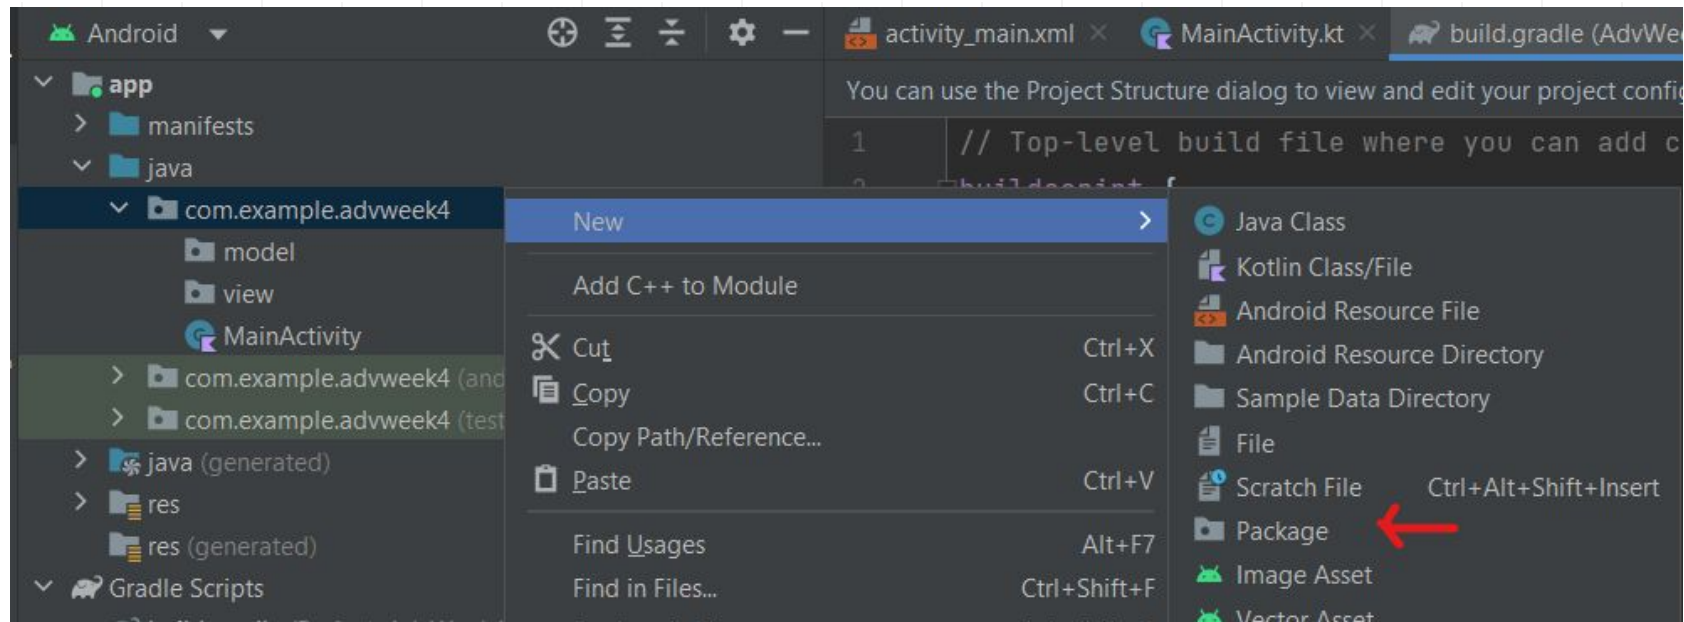 Android
activity_main.xml
MainActivity.kt
build.gradle (AdvWe
app
You can use the Project Structure dialog to view and edit your project config
manifests
1 // Top-level build file where you can add c
java
com.example.advweek4
model
view
MainActivity
com.example.advweek4 (and
com.example.advweek4 (test
java (generated)
res
res (generated)
Gradle Scripts
New
Add C++ to Module
Cut Ctrl+X
Copy Ctrl+C
Copy Path/Reference...
Paste Ctrl+V
Find Usages Alt+F7
Find in Files... Ctrl+Shift+F
Java Class
Kotlin Class/File
Android Resource File
Android Resource Directory
Sample Data Directory
File
Scratch File Ctrl+Alt+Shift+Insert
Package
Image Asset
Vector Asset